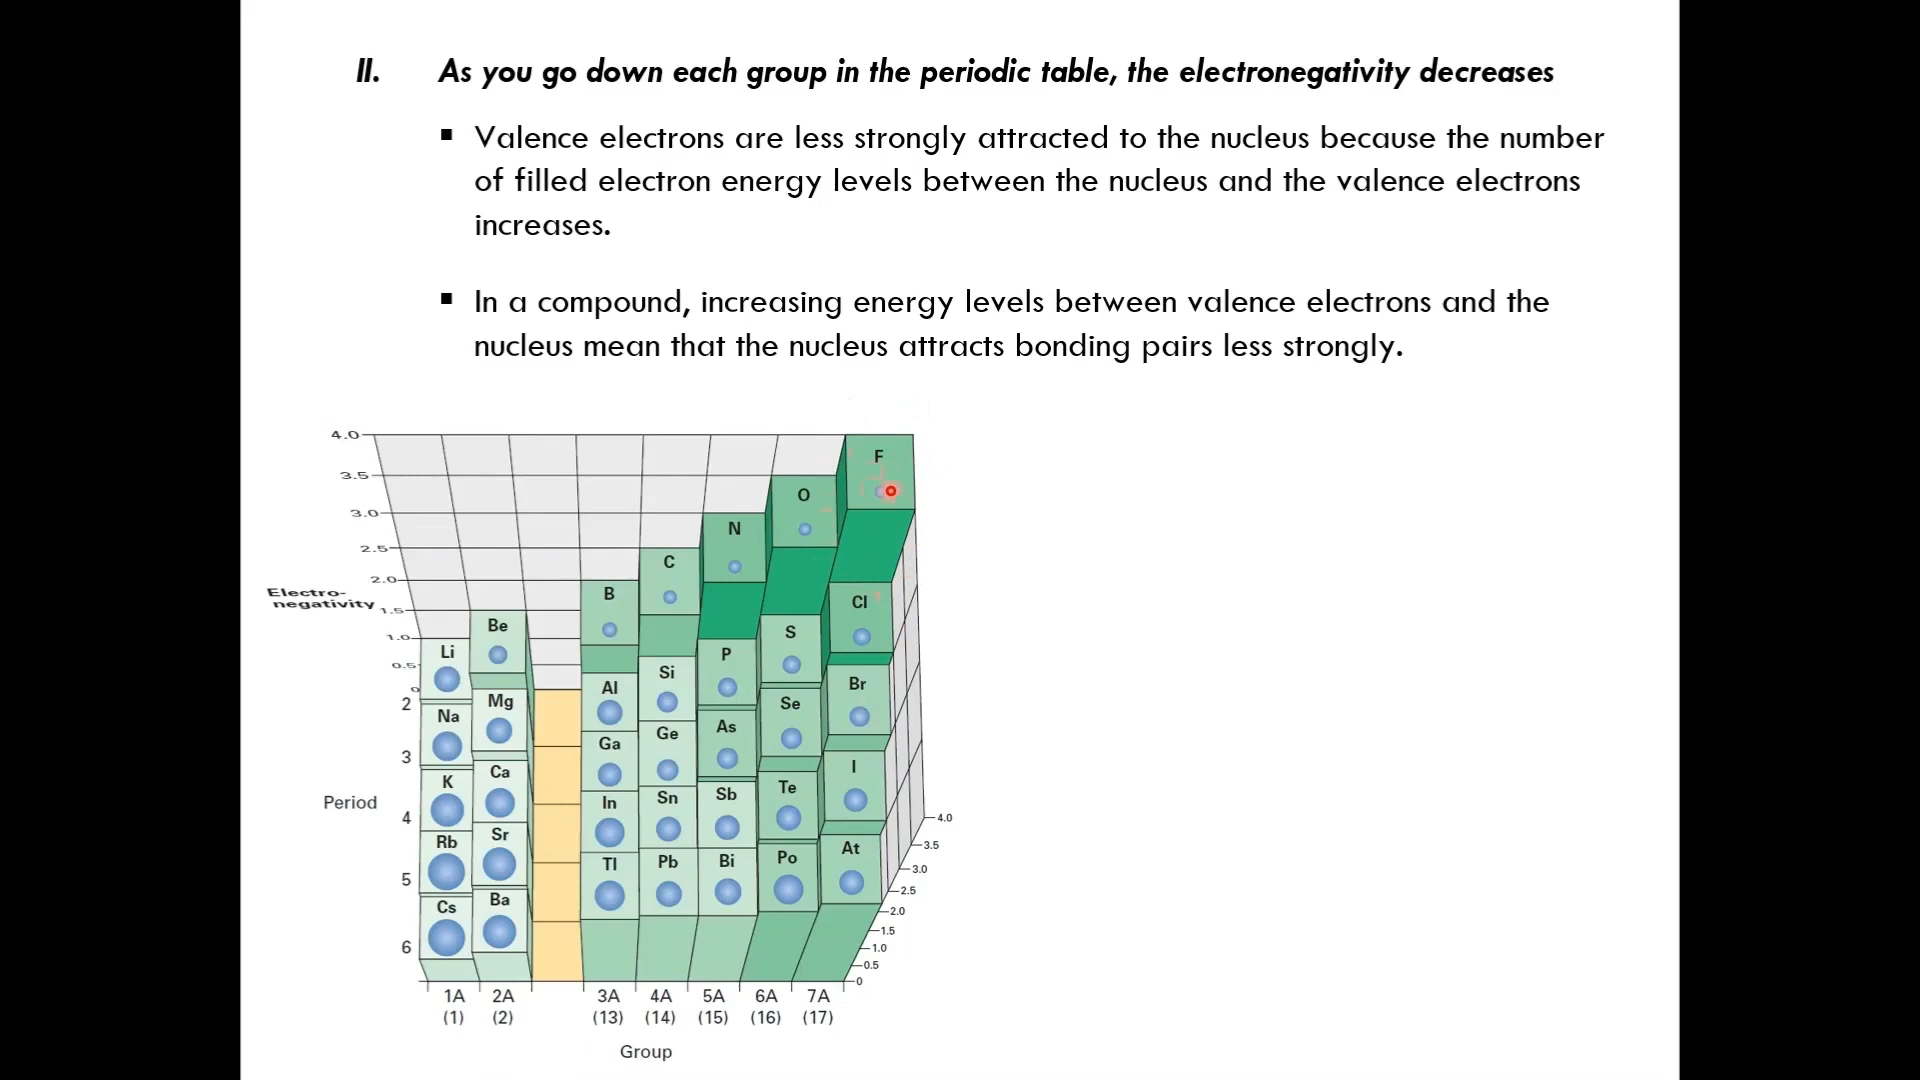 II. As you go down each group in the periodic table, the electronegativity decreases
▪ Valence electrons are less strongly attracted to the nucleus because the number
of filled electron energy levels between the nucleus and the valence electrons
increases.
▪ In a compound, increasing energy levels between valence electrons and the
nucleus mean that the nucleus attracts bonding pairs less strongly.
4.0
3.5
3.0
2.5
2.0
1.5
1.0
0.5
0
Electro-
negativity
F
O
N
C
B
Be
Li
Cl
S
P
Si
Al
Mg
Na
Br
Se
As
Ge
Ga
Ca
K
I
Te
Sb
Sn
In
Sr
Rb
At
Po
Bi
Pb
Tl
Ba
Cs
2
3
4
5
6
Period
4.0
3.5
3.0
2.5
2.0
1.5
1.0
0.5
0
1A 2A 3A 4A 5A 6A 7A
(1) (2) (13) (14) (15) (16) (17)
Group